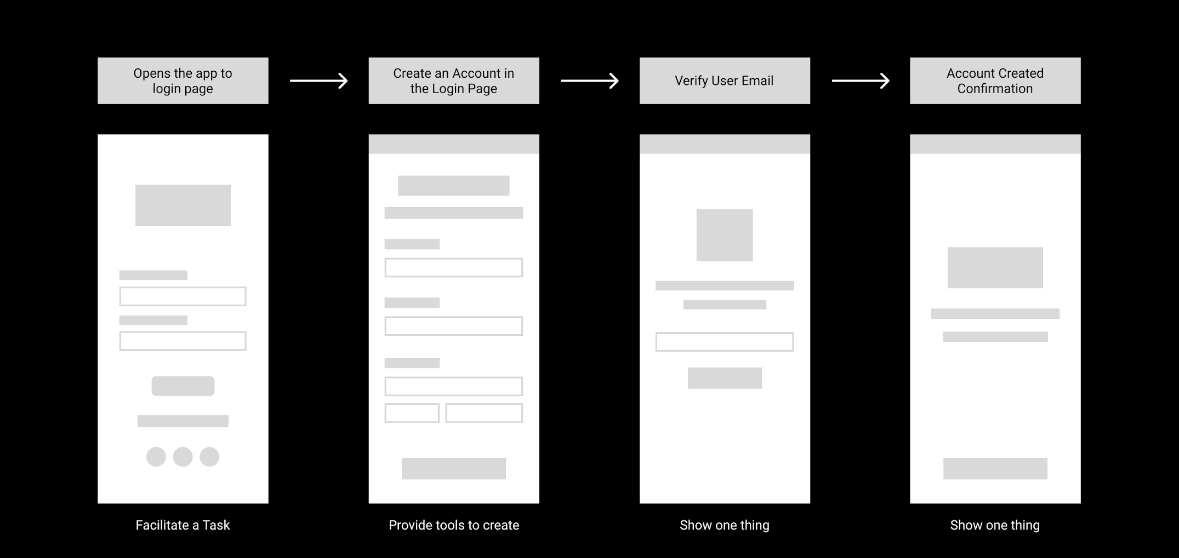 Opens the app to
login page
Create an Account in
the Login Page
Verify User Email
Account Created
Confirmation
Facilitate a Task
Provide tools to create
Show one thing
Show one thing